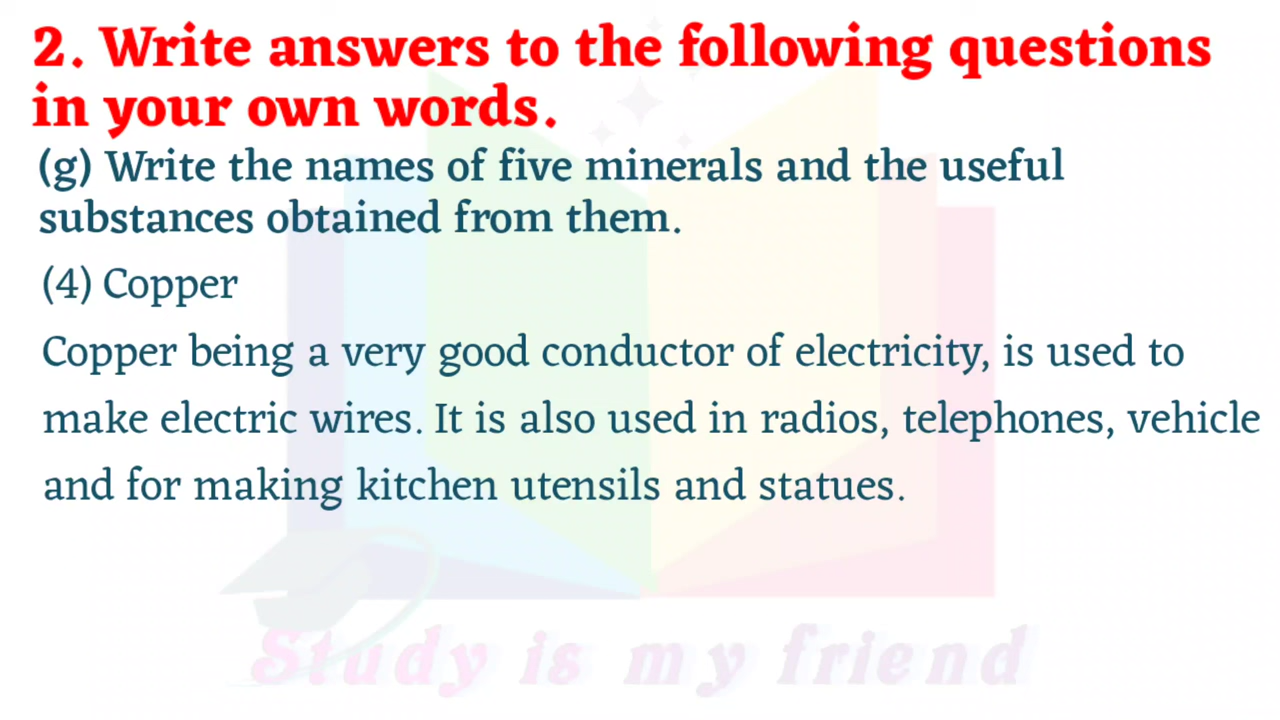 2. Write answers to the following questions
in your own words.
(g) Write the names of five minerals and the useful
substances obtained from them.
(4) Copper
Copper being a very good conductor of electricity, is used to
make electric wires. It is also used in radios, telephones, vehicle
and for making kitchen utensils and statues.
Study is my friend